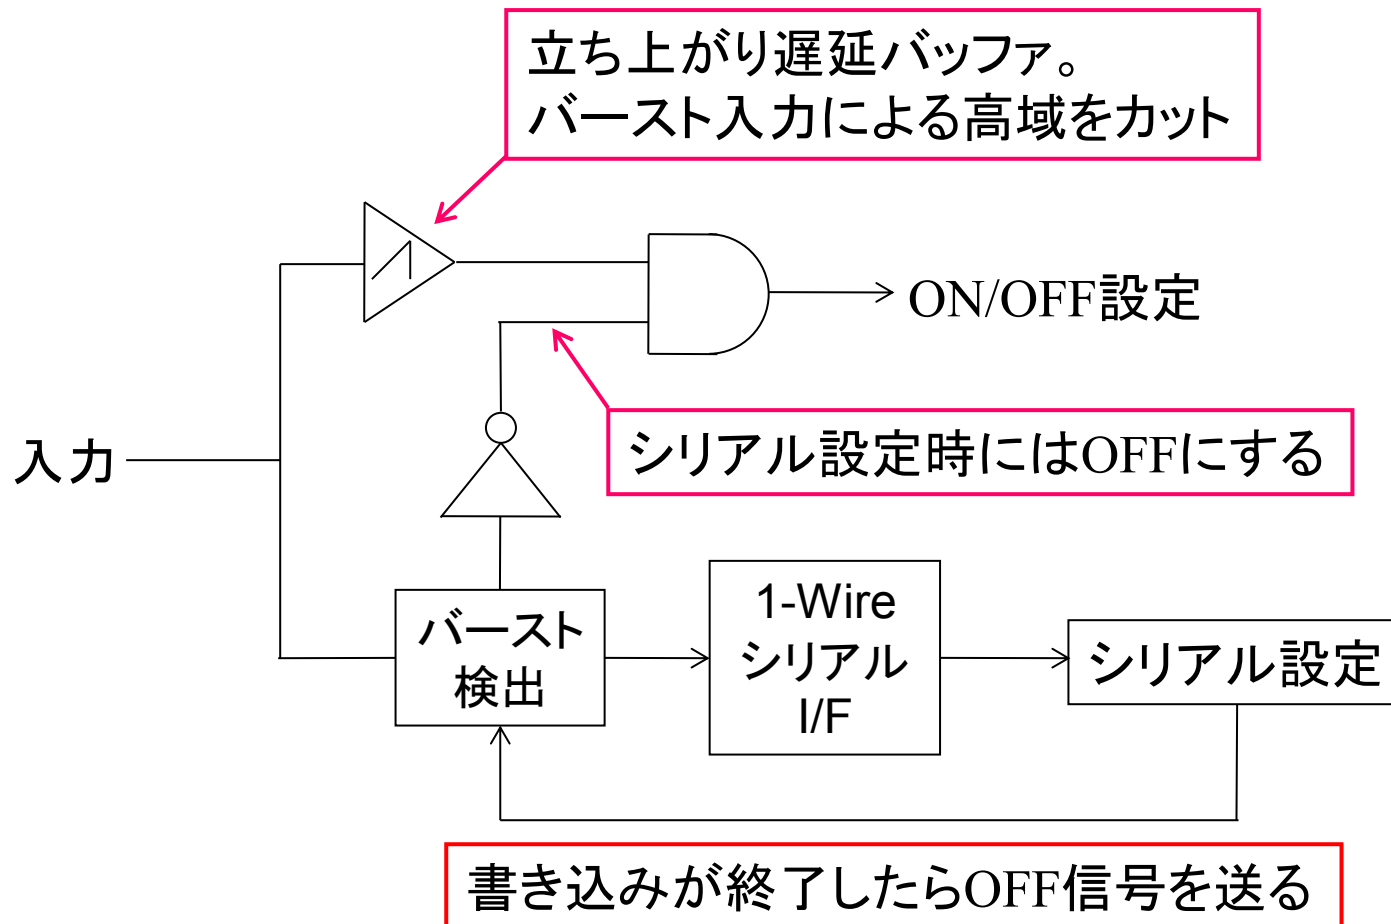 立ち上がり遅延バッファ。
バースト入力による高域をカット
ON/OFF設定
入力
シリアル設定時にはOFFにする
バースト
検出
1-Wire
シリアル
I/F
シリアル設定
書き込みが終了したらOFF信号を送る